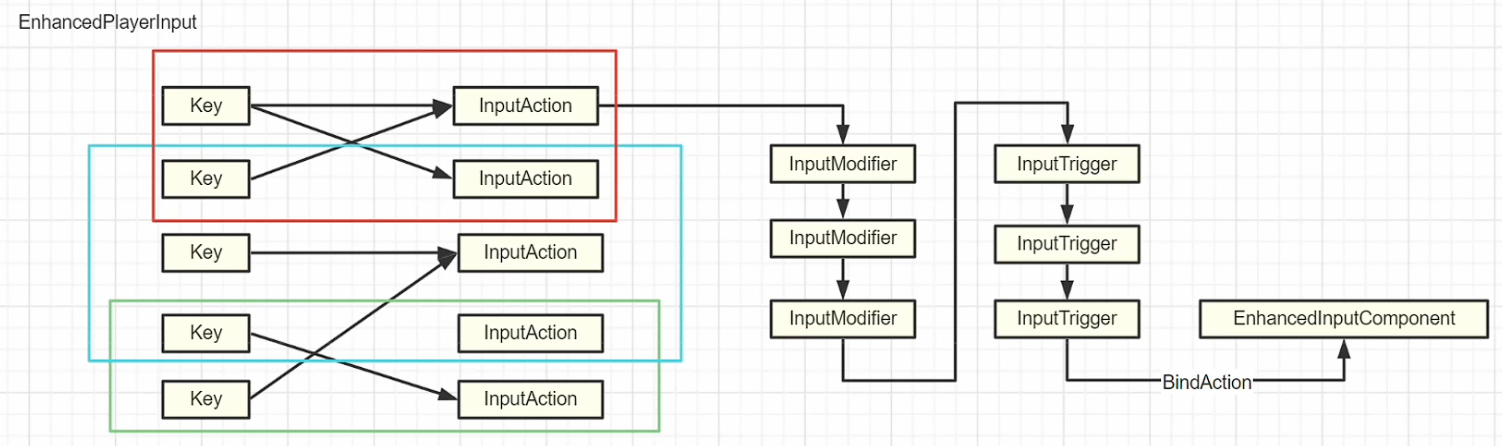 EnhancedPlayerInput
Key
InputAction
Key
InputAction
Key
InputAction
Key
InputAction
Key
InputAction
InputModifier
InputModifier
InputModifier
InputTrigger
InputTrigger
InputTrigger
BindAction
EnhancedInputComponent